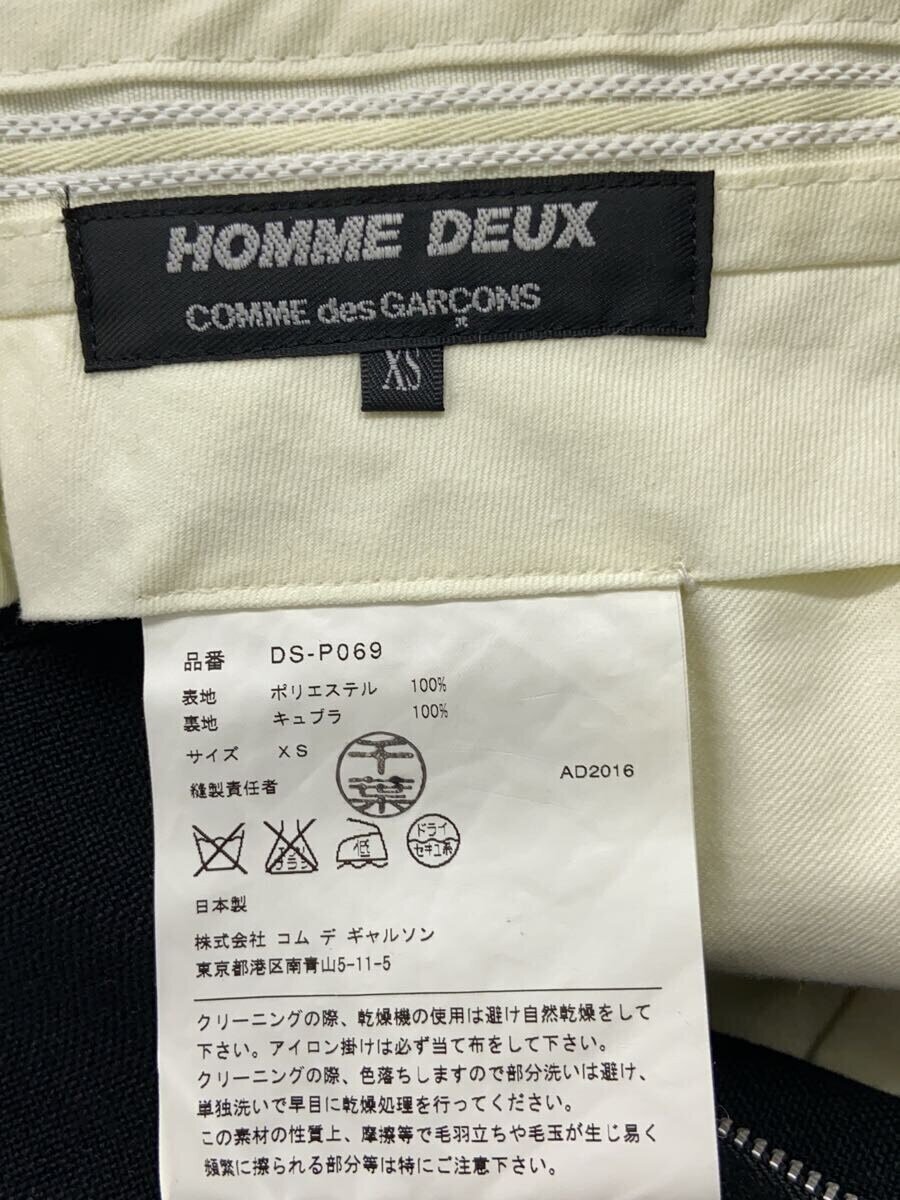 HOMME DEUX
COMME des GARÇONS
XS
品番 DS-P069
表地 ポリエステル 100%
裏地 キュプラ 100%
サイズ XS
縫製責任者 千葉
AD2016
エンソサラシ
低
ドライ
セキユ系
日本製
株式会社 コム デ ギャルソン
東京都港区南青山5-11-5
クリーニングの際、乾燥機の使用は避け自然乾燥をして
下さい。アイロン掛けは必ず当て布をして下さい。
クリーニングの際、色落ちしますので部分洗いは避け、
単独洗いで早目に乾燥処理を行ってください。
この素材の性質上、摩擦等で毛羽立ちや毛玉が生じ易く
頻繁に擦られる部分等は特にご注意下さい。